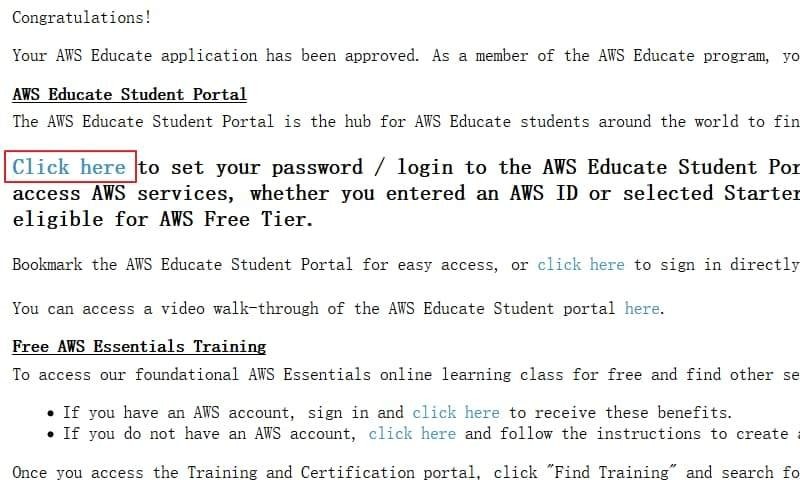 Congratulations!
Your AWS Educate application has been approved. As a member of the AWS Educate program, yo
AWS Educate Student Portal
The AWS Educate Student Portal is the hub for AWS Educate students around the world to fin
Click here to set your password / login to the AWS Educate Student Por
access AWS services, whether you entered an AWS ID or selected Starter
eligible for AWS Free Tier.
Bookmark the AWS Educate Student Portal for easy access, or click here to sign in directly
You can access a video walk-through of the AWS Educate Student portal here.
Free AWS Essentials Training
To access our foundational AWS Essentials online learning class for free and find other se
• If you have an AWS account, sign in and click here to receive these benefits.
• If you do not have an AWS account, click here and follow the instructions to create a
Once you access the Training and Certification portal, click "Find Training" and search fo